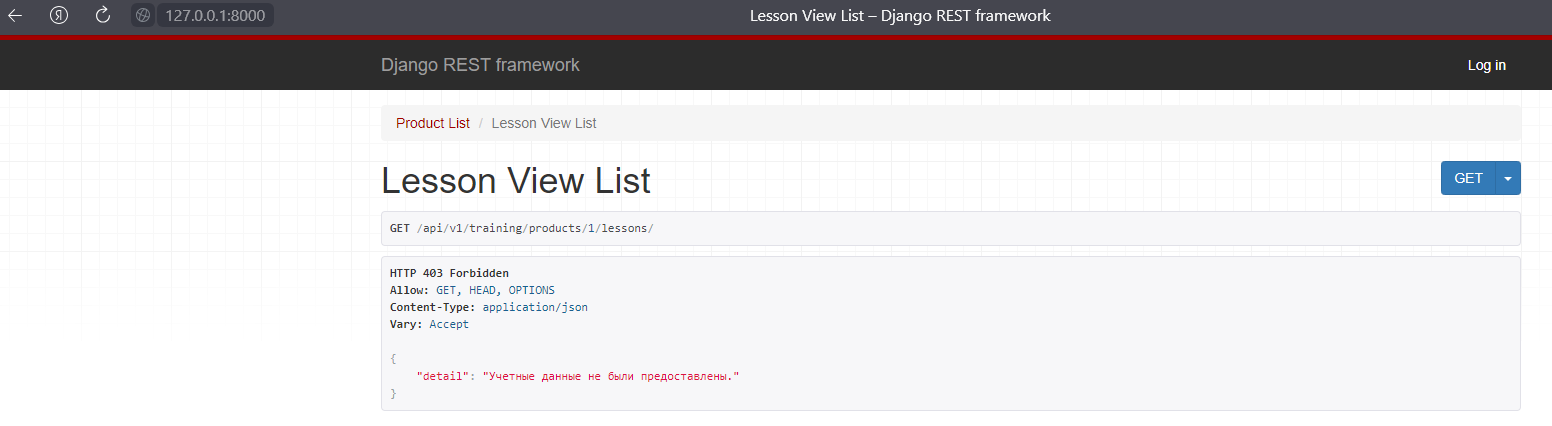 127.0.0.1:8000 Lesson View List – Django REST framework
Django REST framework Log in
Product List / Lesson View List
Lesson View List GET
GET /api/v1/training/products/1/lessons/
HTTP 403 Forbidden
Allow: GET, HEAD, OPTIONS
Content-Type: application/json
Vary: Accept
{
"detail": "Учетные данные не были предоставлены."
}